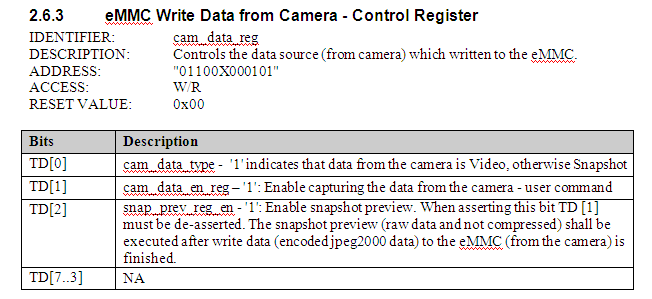 2.6.3 eMMC Write Data from Camera - Control Register
IDENTIFIER: cam_data_reg
DESCRIPTION: Controls the data source (from camera) which written to the eMMC.
ADDRESS: "01100X000101"
ACCESS: W/R
RESET VALUE: 0x00
Bits Description
TD[0] cam_data_type - '1' indicates that data from the camera is Video, otherwise Snapshot
TD[1] cam_data_en_reg – '1': Enable capturing the data from the camera - user command
TD[2] snap_prev_reg_en - '1': Enable snapshot preview. When asserting this bit TD [1]
must be de-asserted. The snapshot preview (raw data and not compressed) shall be
executed after write data (encoded jpeg2000 data) to the eMMC (from the camera) is
finished.
TD[7..3] NA